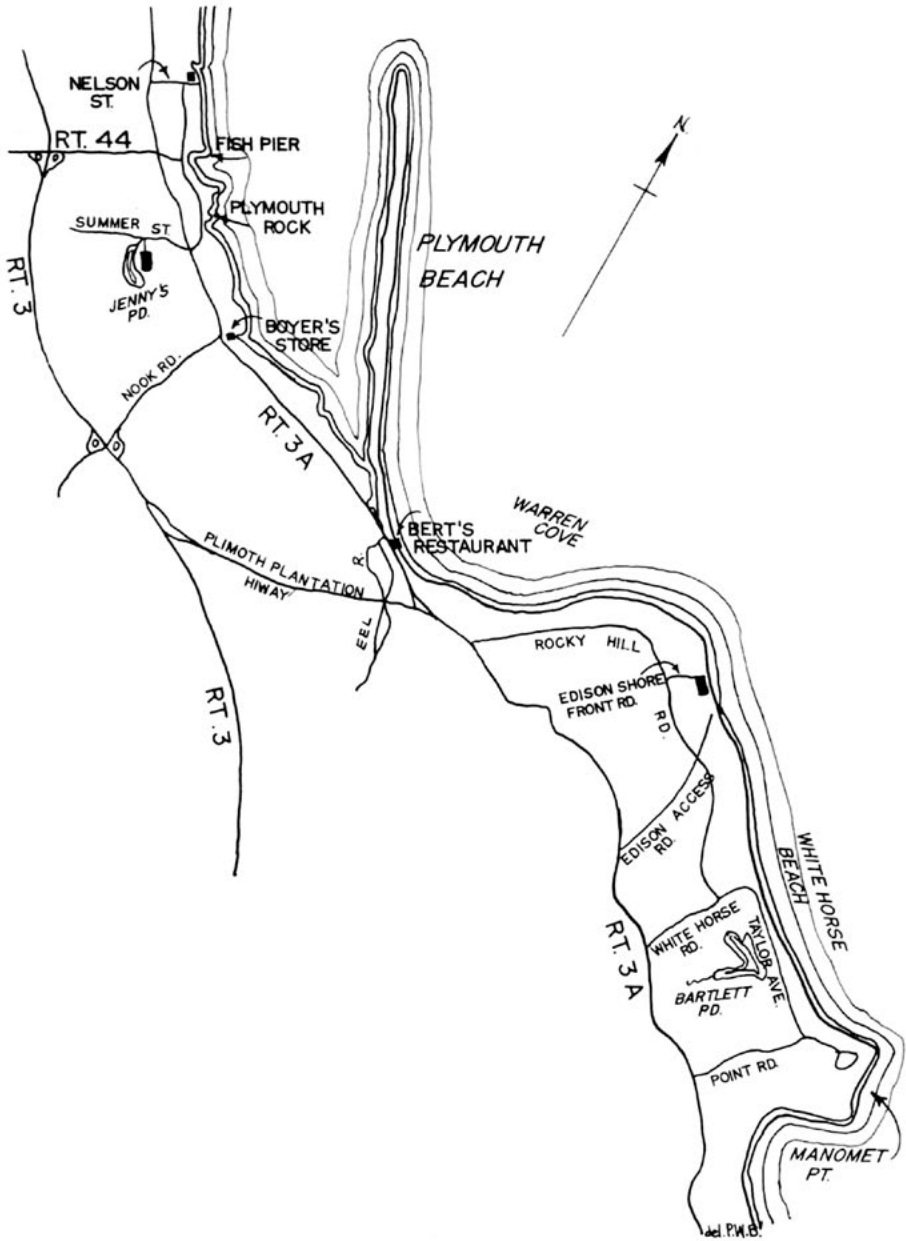 NELSON
ST.
RT. 44
FISH PIER
N.
PLYMOUTH
ROCK
SUMMER ST.
PLYMOUTH
BEACH
RT. 3
JENNY'S
PD.
BOYER'S
STORE
NOOK RD.
RT. 3A
WARREN
COVE
BERT'S
RESTAURANT
PLIMOTH PLANTATION
HIWAY
EEL R.
ROCKY HILL RD.
EDISON SHORE
FRONT RD.
RT. 3
EDISON ACCESS
RD.
WHITE HORSE
BEACH
WHITE HORSE
RD.
TAYLOR AVE.
RT. 3A
BARTLETT
PD.
POINT RD.
MANOMET
PT.
del. P.W.B.